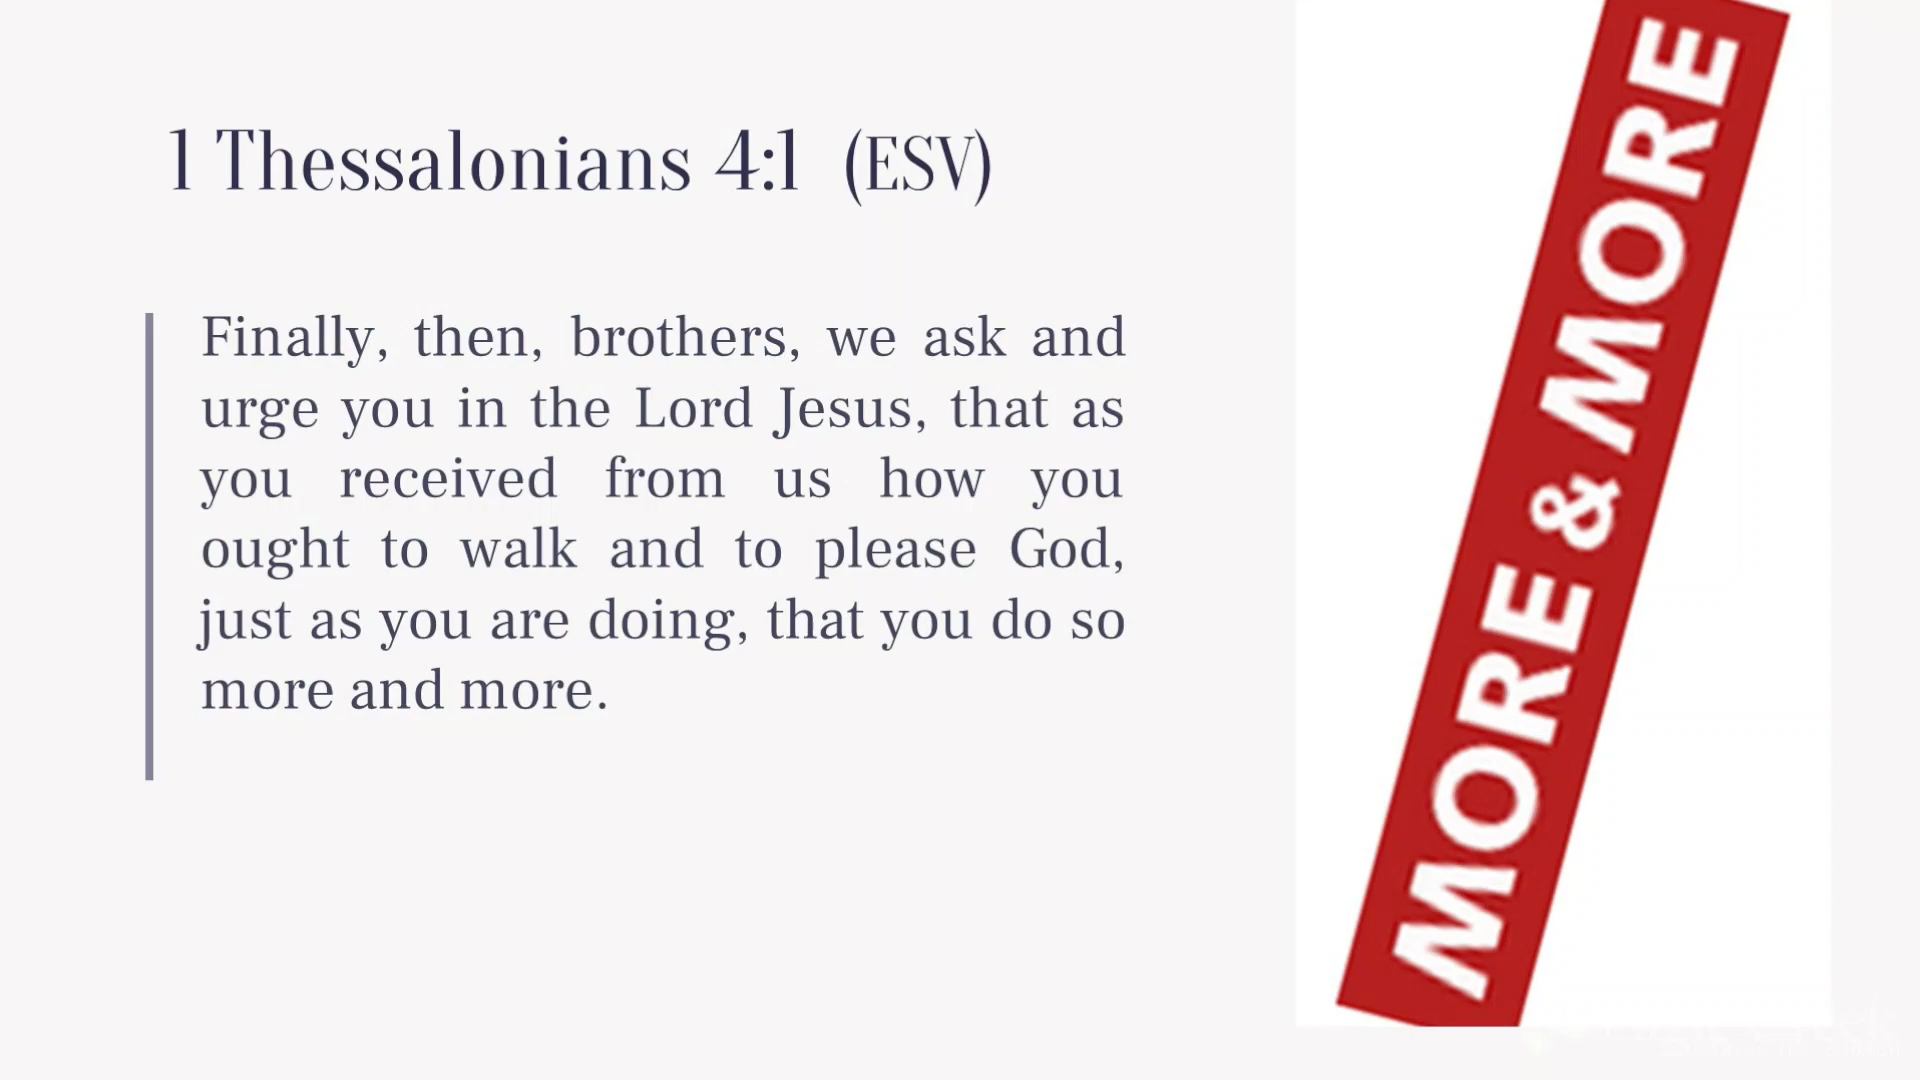 1 Thessalonians 4:1 (ESV)
Finally, then, brothers, we ask and
urge you in the Lord Jesus, that as
you received from us how you
ought to walk and to please God,
just as you are doing, that you do so
more and more.
MORE & MORE